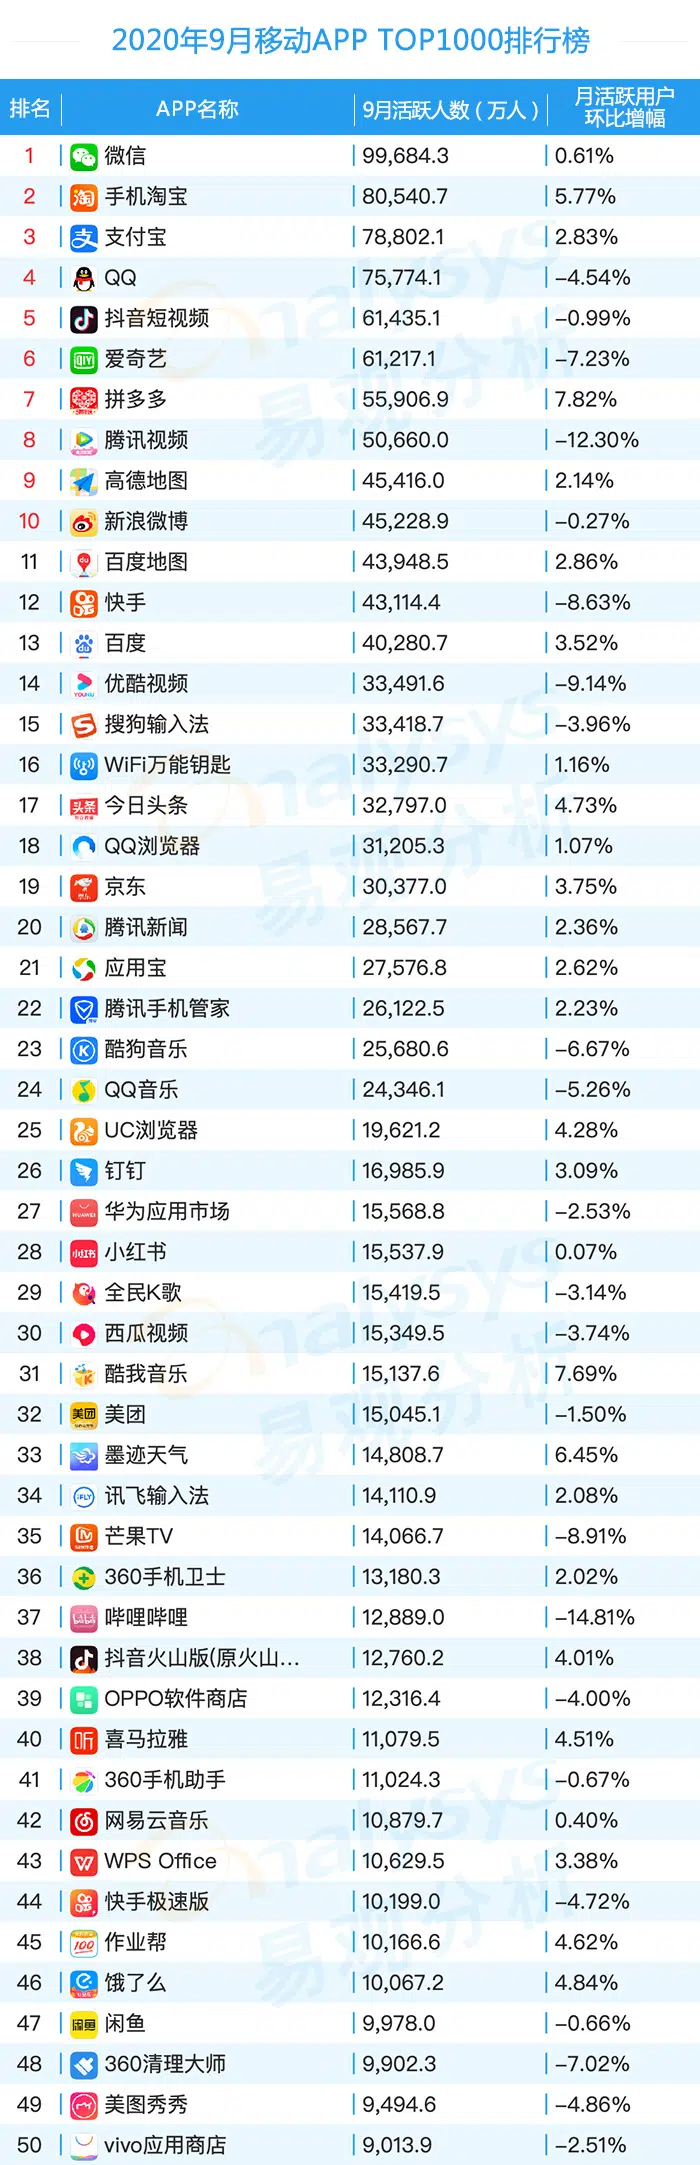 2020年9月移动APP TOP1000排行榜
排名 APP名称 9月活跃人数（万人） 月活跃用户环比增幅
1 微信 99,684.3 0.61%
2 手机淘宝 80,540.7 5.77%
3 支付宝 78,802.1 2.83%
4 QQ 75,774.1 -4.54%
5 抖音短视频 61,435.1 -0.99%
6 爱奇艺 61,217.1 -7.23%
7 拼多多 55,906.9 7.82%
8 腾讯视频 50,660.0 -12.30%
9 高德地图 45,416.0 2.14%
10 新浪微博 45,228.9 -0.27%
11 百度地图 43,948.5 2.86%
12 快手 43,114.4 -8.63%
13 百度 40,280.7 3.52%
14 优酷视频 33,491.6 -9.14%
15 搜狗输入法 33,418.7 -3.96%
16 WiFi万能钥匙 33,290.7 1.16%
17 今日头条 32,797.0 4.73%
18 QQ浏览器 31,205.3 1.07%
19 京东 30,377.0 3.75%
20 腾讯新闻 28,567.7 2.36%
21 应用宝 27,576.8 2.62%
22 腾讯手机管家 26,122.5 2.23%
23 酷狗音乐 25,680.6 -6.67%
24 QQ音乐 24,346.1 -5.26%
25 UC浏览器 19,621.2 4.28%
26 钉钉 16,985.9 3.09%
27 华为应用市场 15,568.8 -2.53%
28 小红书 15,537.9 0.07%
29 全民K歌 15,419.5 -3.14%
30 西瓜视频 15,349.5 -3.74%
31 酷我音乐 15,137.6 7.69%
32 美团 15,045.1 -1.50%
33 墨迹天气 14,808.7 6.45%
34 讯飞输入法 14,110.9 2.08%
35 芒果TV 14,066.7 -8.91%
36 360手机卫士 13,180.3 2.02%
37 哔哩哔哩 12,889.0 -14.81%
38 抖音火山版(原火山... 12,760.2 4.01%
39 OPPO软件商店 12,316.4 -4.00%
40 喜马拉雅 11,079.5 4.51%
41 360手机助手 11,024.3 -0.67%
42 网易云音乐 10,879.7 0.40%
43 WPS Office 10,629.5 3.38%
44 快手极速版 10,199.0 -4.72%
45 作业帮 10,166.6 4.62%
46 饿了么 10,067.2 4.84%
47 闲鱼 9,978.0 -0.66%
48 360清理大师 9,902.3 -7.02%
49 美图秀秀 9,494.6 -4.86%
50 vivo应用商店 9,013.9 -2.51%